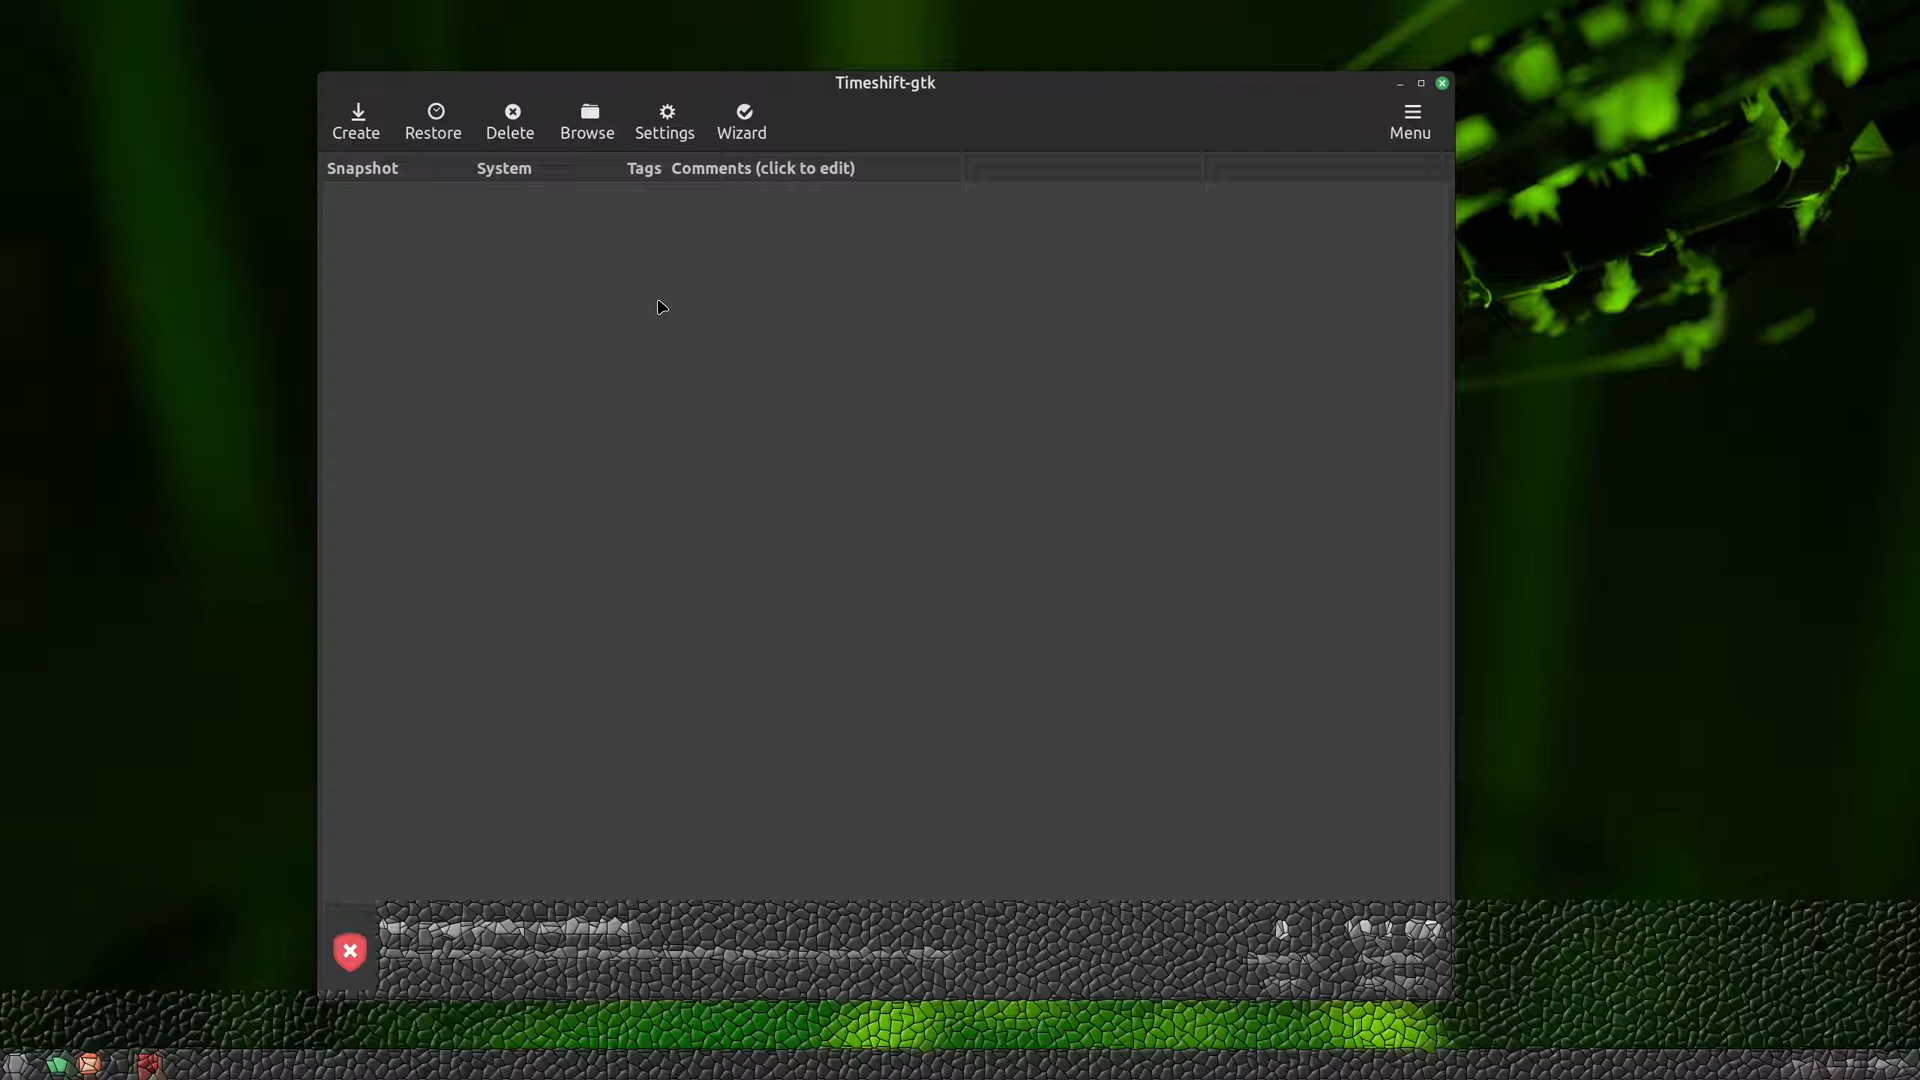 Timeshift-gtk
Create Restore Delete Browse Settings Wizard Menu
Snapshot System Tags Comments (click to edit)